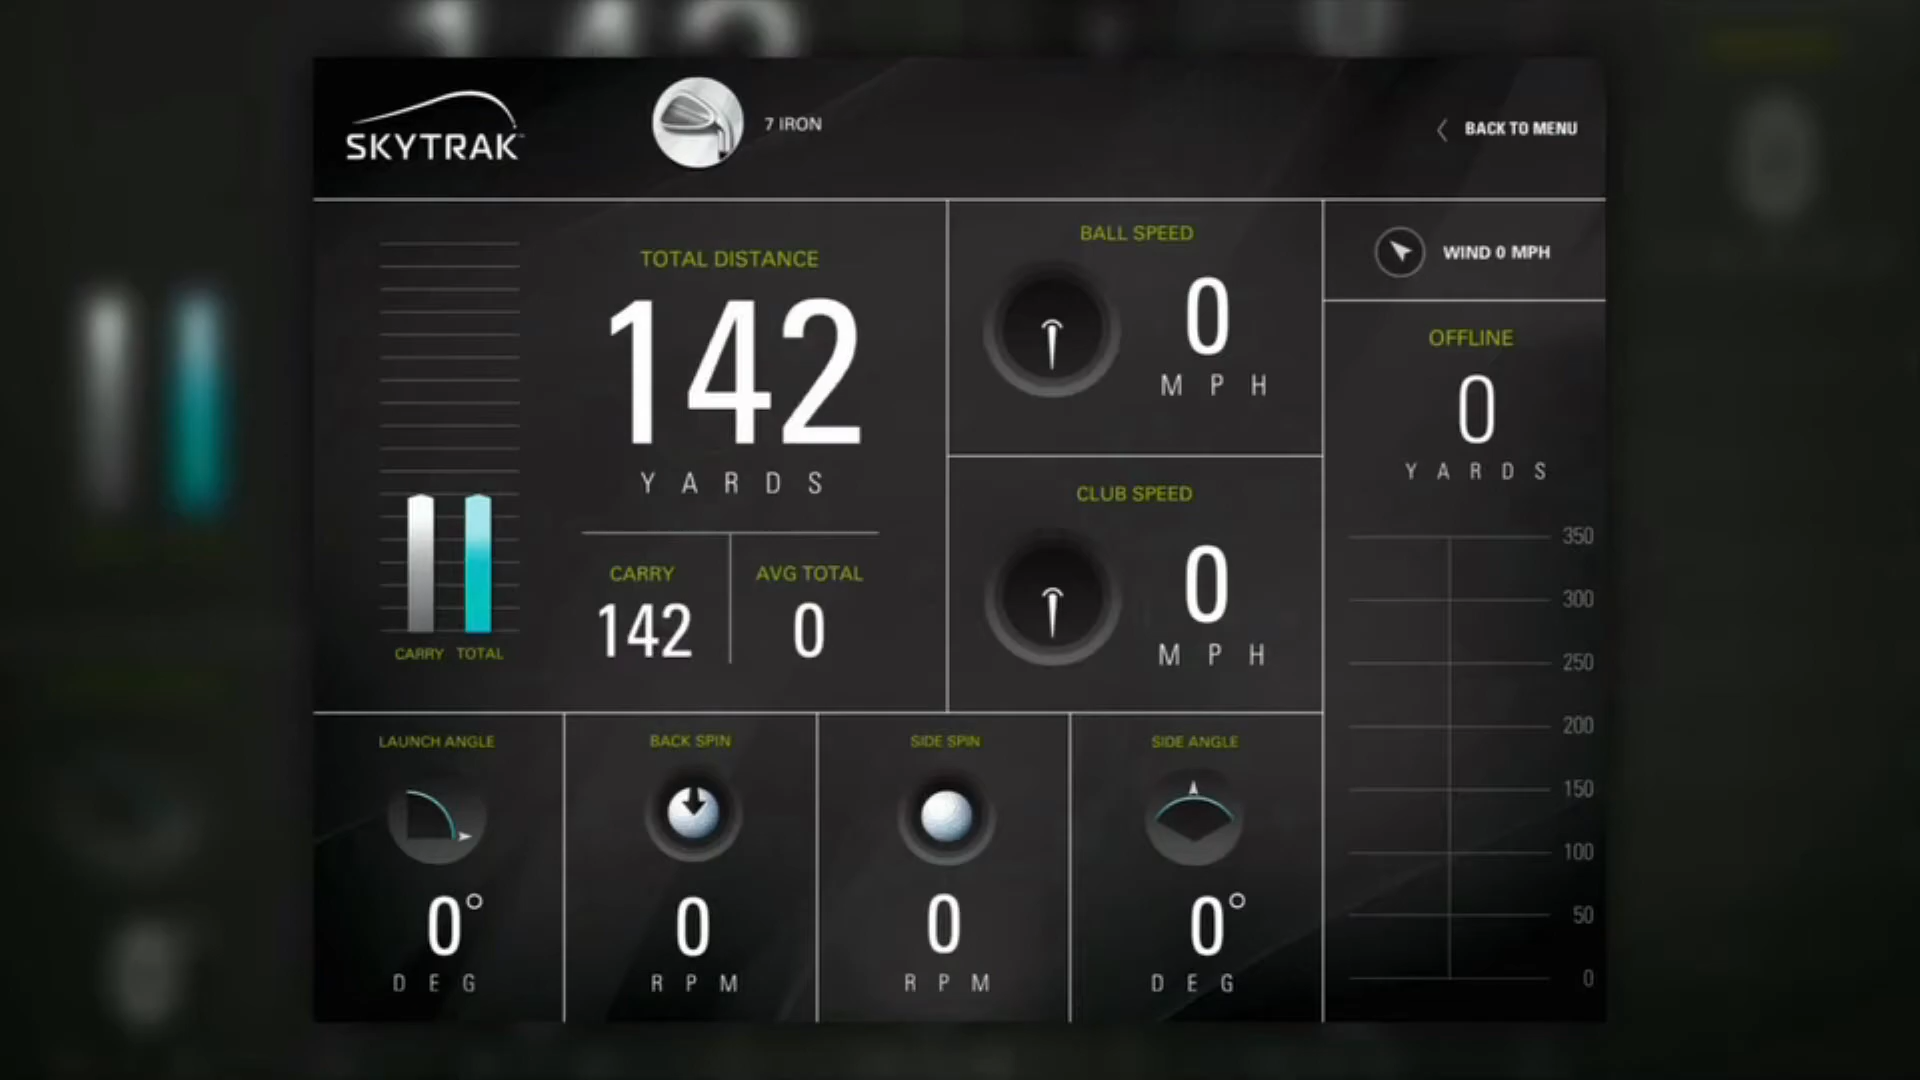 SKYTRAK™
7 IRON
BACK TO MENU
TOTAL DISTANCE
142
YARDS
CARRY
142
AVG TOTAL
0
CARRY TOTAL
BALL SPEED
0
MPH
CLUB SPEED
0
MPH
WIND 0 MPH
OFFLINE
0
YARDS
350
300
250
200
150
100
50
0
LAUNCH ANGLE
0°
DEG
BACK SPIN
0
RPM
SIDE SPIN
0
RPM
SIDE ANGLE
0°
DEG